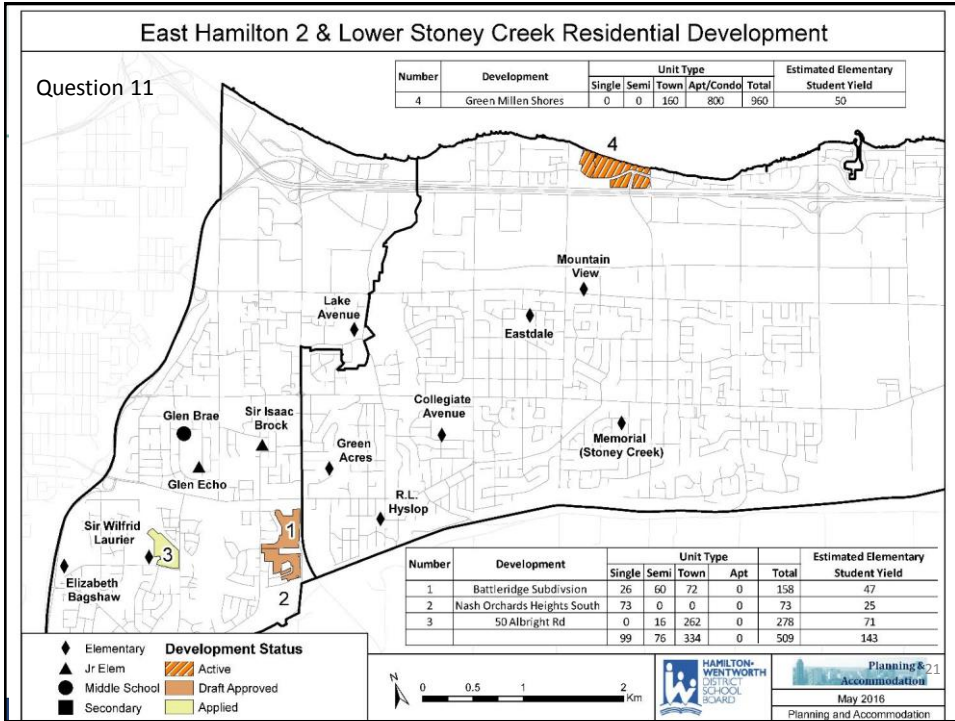 East Hamilton 2 & Lower Stoney Creek Residential Development
Question 11
Number Development Unit Type Estimated Elementary Student Yield
Single Semi Town Apt/Condo Total
4 Green Millen Shores 0 0 160 800 960 50
4
Mountain
View
Lake
Avenue
Eastdale
Collegiate
Avenue
Glen Brae
Sir Isaac
Brock
Green
Acres
Memorial
(Stoney Creek)
Glen Echo
R.L.
Hyslop
Sir Wilfrid
Laurier
1
3
Elizabeth
Bagshaw
2
Number Development Unit Type Estimated Elementary Student Yield
Single Semi Town Apt Total
1 Battleridge Subdivsion 26 60 72 0 158 47
2 Nash Orchards Heights South 73 0 0 0 73 25
3 50 Albright Rd 0 16 262 0 278 71
99 76 334 0 509 143
Elementary
Jr Elem
Middle School
Secondary
Development Status
Active
Draft Approved
Applied
N
0 0.5 1 2
Km
HAMILTON-
WENTWORTH
DISTRICT
SCHOOL
BOARD
Planning &
Accommodation
21
May 2016
Planning and Accommodation